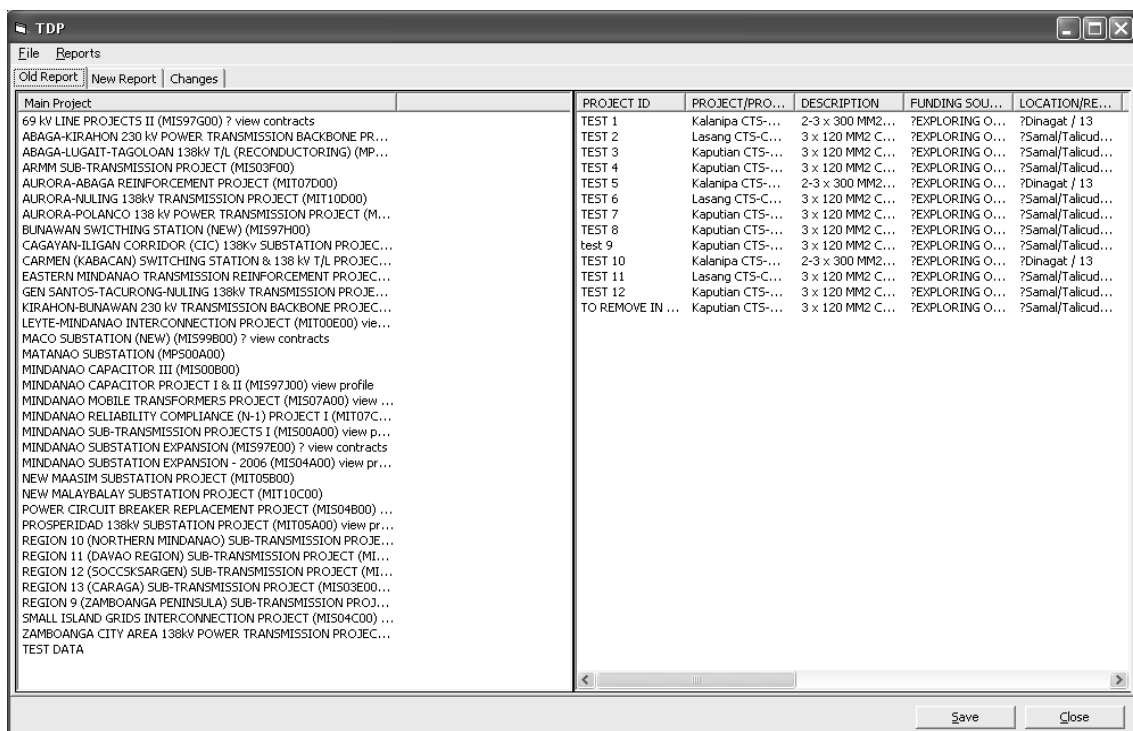 TDP
File Reports
Old Report New Report Changes
Main Project
69 kV LINE PROJECTS II (MIS97G00) ? view contracts
ABAGA-KIRAHON 230 kV POWER TRANSMISSION BACKBONE PR...
ABAGA-LUGAIT-TAGOLOAN 138kV T/L (RECONDUCTORING) (MP...
ARMM SUB-TRANSMISSION PROJECT (MIS03F00)
AURORA-ABAGA REINFORCEMENT PROJECT (MIT07D00)
AURORA-NULING 138kV TRANSMISSION PROJECT (MIT10D00)
AURORA-POLANCO 138 kV POWER TRANSMISSION PROJECT (M...
BUNAWAN SWICTHING STATION (NEW) (MIS97H00)
CAGAYAN-ILIGAN CORRIDOR (CIC) 138Kv SUBSTATION PROJEC...
CARMEN (KABACAN) SWITCHING STATION & 138 kV T/L PROJEC...
EASTERN MINDANAO TRANSMISSION REINFORCEMENT PROJEC...
GEN SANTOS-TACURONG-NULING 138kV TRANSMISSION PROJE...
KIRAHON-BUNAWAN 230 kV TRANSMISSION BACKBONE PROJEC...
LEYTE-MINDANAO INTERCONNECTION PROJECT (MIT00E00) vie...
MACO SUBSTATION (NEW) (MIS99B00) ? view contracts
MATANAO SUBSTATION (MPS00A00)
MINDANAO CAPACITOR III (MIS00B00)
MINDANAO CAPACITOR PROJECT I & II (MIS97J00) view profile
MINDANAO MOBILE TRANSFORMERS PROJECT (MIS07A00) view ...
MINDANAO RELIABILITY COMPLIANCE (N-1) PROJECT I (MIT07C...
MINDANAO SUB-TRANSMISSION PROJECTS I (MIS00A00) view p...
MINDANAO SUBSTATION EXPANSION (MIS97E00) ? view contracts
MINDANAO SUBSTATION EXPANSION - 2006 (MIS04A00) view pr...
NEW MAASIM SUBSTATION PROJECT (MIT05B00)
NEW MALAYBALAY SUBSTATION PROJECT (MIT10C00)
POWER CIRCUIT BREAKER REPLACEMENT PROJECT (MIS04B00) ...
PROSPERIDAD 138kV SUBSTATION PROJECT (MIT05A00) view pr...
REGION 10 (NORTHERN MINDANAO) SUB-TRANSMISSION PROJE...
REGION 11 (DAVAO REGION) SUB-TRANSMISSION PROJECT (MI...
REGION 12 (SOCCSKSARGEN) SUB-TRANSMISSION PROJECT (MI...
REGION 13 (CARAGA) SUB-TRANSMISSION PROJECT (MIS03E00...
REGION 9 (ZAMBOANGA PENINSULA) SUB-TRANSMISSION PROJ...
SMALL ISLAND GRIDS INTERCONNECTION PROJECT (MIS04C00) ...
ZAMBOANGA CITY AREA 138kV POWER TRANSMISSION PROJEC...
TEST DATA
PROJECT ID PROJECT/PRO... DESCRIPTION FUNDING SOU... LOCATION/RE...
TEST 1 Kalanipa CTS-... 2-3 x 300 MM2... ?EXPLORING O... ?Dinagat / 13
TEST 2 Lasang CTS-C... 3 x 120 MM2 C... ?EXPLORING O... ?Samal/Talicud...
TEST 3 Kaputian CTS-... 3 x 120 MM2 C... ?EXPLORING O... ?Samal/Talicud...
TEST 4 Kaputian CTS-... 3 x 120 MM2 C... ?EXPLORING O... ?Samal/Talicud...
TEST 5 Kalanipa CTS-... 2-3 x 300 MM2... ?EXPLORING O... ?Dinagat / 13
TEST 6 Lasang CTS-C... 3 x 120 MM2 C... ?EXPLORING O... ?Samal/Talicud...
TEST 7 Kaputian CTS-... 3 x 120 MM2 C... ?EXPLORING O... ?Samal/Talicud...
TEST 8 Kaputian CTS-... 3 x 120 MM2 C... ?EXPLORING O... ?Samal/Talicud...
test 9 Kaputian CTS-... 3 x 120 MM2 C... ?EXPLORING O... ?Samal/Talicud...
TEST 10 Kalanipa CTS-... 2-3 x 300 MM2... ?EXPLORING O... ?Dinagat / 13
TEST 11 Lasang CTS-C... 3 x 120 MM2 C... ?EXPLORING O... ?Samal/Talicud...
TEST 12 Kaputian CTS-... 3 x 120 MM2 C... ?EXPLORING O... ?Samal/Talicud...
TO REMOVE IN ... Kaputian CTS-... 3 x 120 MM2 C... ?EXPLORING O... ?Samal/Talicud...
Save Close